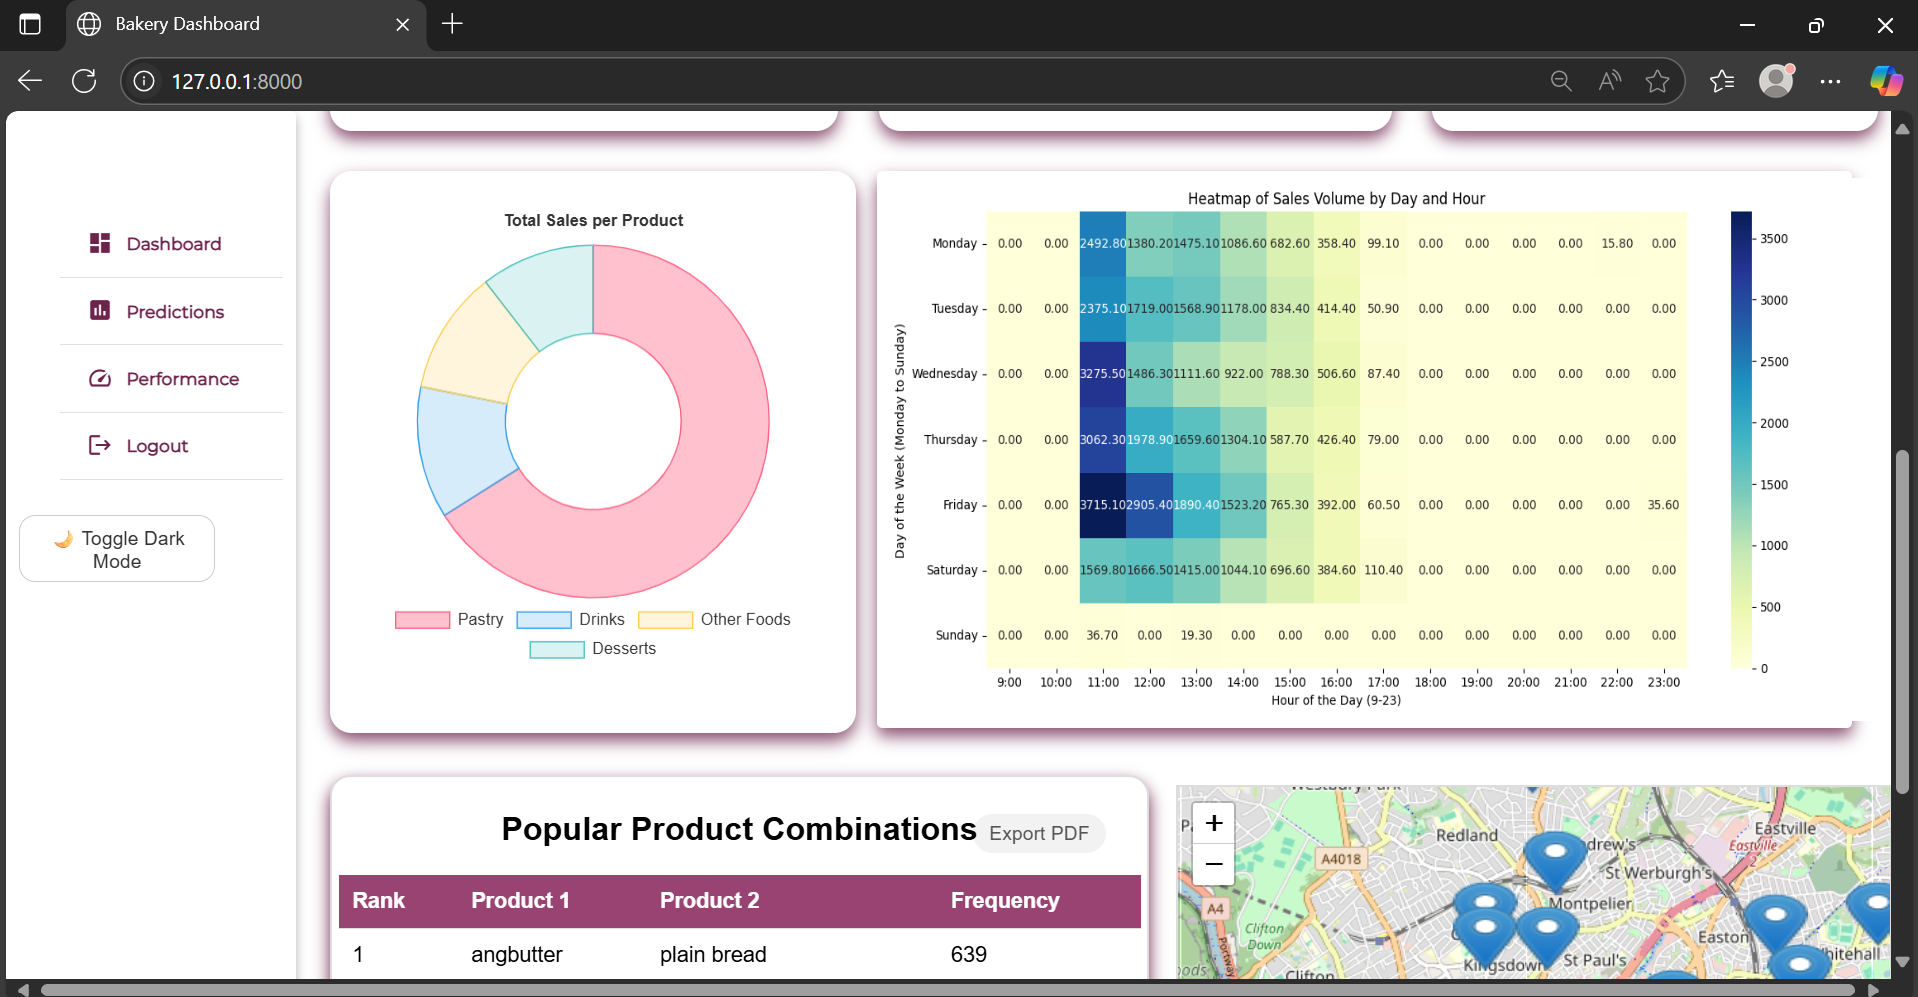 Bakery Dashboard
127.0.0.1:8000
Dashboard
Predictions
Performance
Logout
Toggle Dark
Mode
Total Sales per Product
Pastry Drinks Other Foods
Desserts
Heatmap of Sales Volume by Day and Hour
Day of the Week (Monday to Sunday)
Monday 0.00 0.00 2492.80 1380.20 1475.10 1086.60 682.60 358.40 99.10 0.00 0.00 0.00 0.00 15.80 0.00
Tuesday 0.00 0.00 2375.10 1719.00 1568.90 1178.00 834.40 414.40 50.90 0.00 0.00 0.00 0.00 0.00 0.00
Wednesday 0.00 0.00 3275.50 1486.30 1111.60 922.00 788.30 506.60 87.40 0.00 0.00 0.00 0.00 0.00 0.00
Thursday 0.00 0.00 3062.30 1978.90 1659.60 1304.10 587.70 426.40 79.00 0.00 0.00 0.00 0.00 0.00 0.00
Friday 0.00 0.00 3715.10 2905.40 1890.40 1523.20 765.30 392.00 60.50 0.00 0.00 0.00 0.00 0.00 35.60
Saturday 0.00 0.00 1569.80 1666.50 1415.00 1044.10 696.60 384.60 110.40 0.00 0.00 0.00 0.00 0.00 0.00
Sunday 0.00 0.00 36.70 0.00 19.30 0.00 0.00 0.00 0.00 0.00 0.00 0.00 0.00 0.00 0.00
9:00 10:00 11:00 12:00 13:00 14:00 15:00 16:00 17:00 18:00 19:00 20:00 21:00 22:00 23:00
Hour of the Day (9-23)
3500
3000
2500
2000
1500
1000
500
0
Popular Product Combinations
Export PDF
Rank Product 1 Product 2 Frequency
1 angbutter plain bread 639
+
−
Redland
drew's
Eastville
Eastville
A4018
St Werburgh's
Montpelier
A4
Clifton
Down
Portway
Easton
hitehall
Kingsdown
St Paul's
Clifton